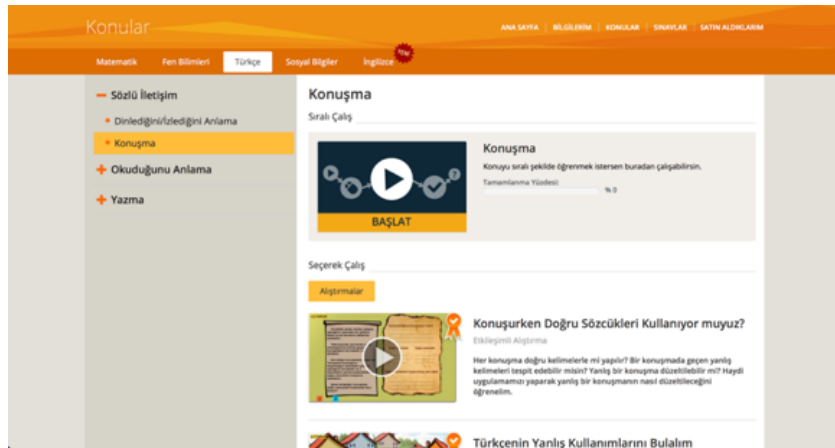 Konular
ANA SAYFA | BİLGİLERİM | KONULAR | SINAVLAR | SATIN ALDIKLARIM
Matematik Fen Bilimleri Türkçe Sosyal Bilgiler İngilizce YENİ
Sözlü İletişim
Dinlediğini/İzlediğini Anlama
Konuşma
Okuduğunu Anlama
Yazma
Konuşma
Sıralı Çalış
BAŞLAT
Konuşma
Konuyu sıralı şekilde öğrenmek istersen buradan çalışabilirsin.
Tamamlanma Yüzdesi:
% 0
Seçerek Çalış
Alıştırmalar
Konuşurken Doğru Sözcükleri Kullanıyor muyuz?
Etkileşimli Alıştırma
Her konuşma doğru kelimelerle mi yapılır? Bir konuşmada geçen yanlış
kelimeleri tespit edebilir misin? Yanlış bir konuşma düzeltilebilir mi? Haydi
uygulamamızı yaparak yanlış bir konuşmanın nasıl düzeltileceğini
öğrenelim.
Türkçenin Yanlış Kullanımlarını Bulalım